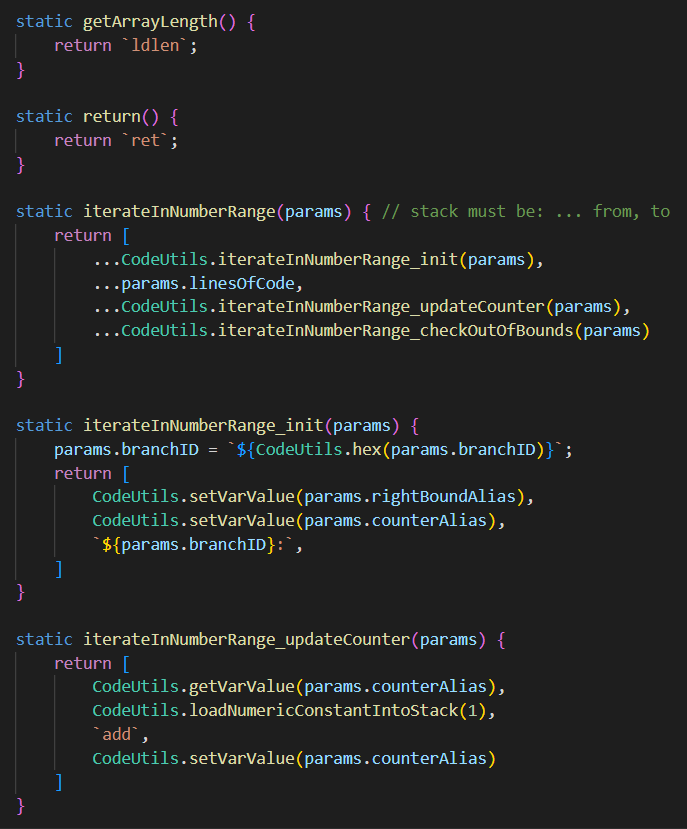 static getArrayLength() {
    return `ldlen`;
}

static return() {
    return `ret`;
}

static iterateInNumberRange(params) { // stack must be: ... from, to
    return [
        ...CodeUtils.iterateInNumberRange_init(params),
        ...params.linesOfCode,
        ...CodeUtils.iterateInNumberRange_updateCounter(params),
        ...CodeUtils.iterateInNumberRange_checkOutOfBounds(params)
    ]
}

static iterateInNumberRange_init(params) {
    params.branchID = `${CodeUtils.hex(params.branchID)}`;
    return [
        CodeUtils.setVarValue(params.rightBoundAlias),
        CodeUtils.setVarValue(params.counterAlias),
        `${params.branchID}:`,
    ]
}

static iterateInNumberRange_updateCounter(params) {
    return [
        CodeUtils.getVarValue(params.counterAlias),
        CodeUtils.loadNumericConstantIntoStack(1),
        `add`,
        CodeUtils.setVarValue(params.counterAlias)
    ]
}